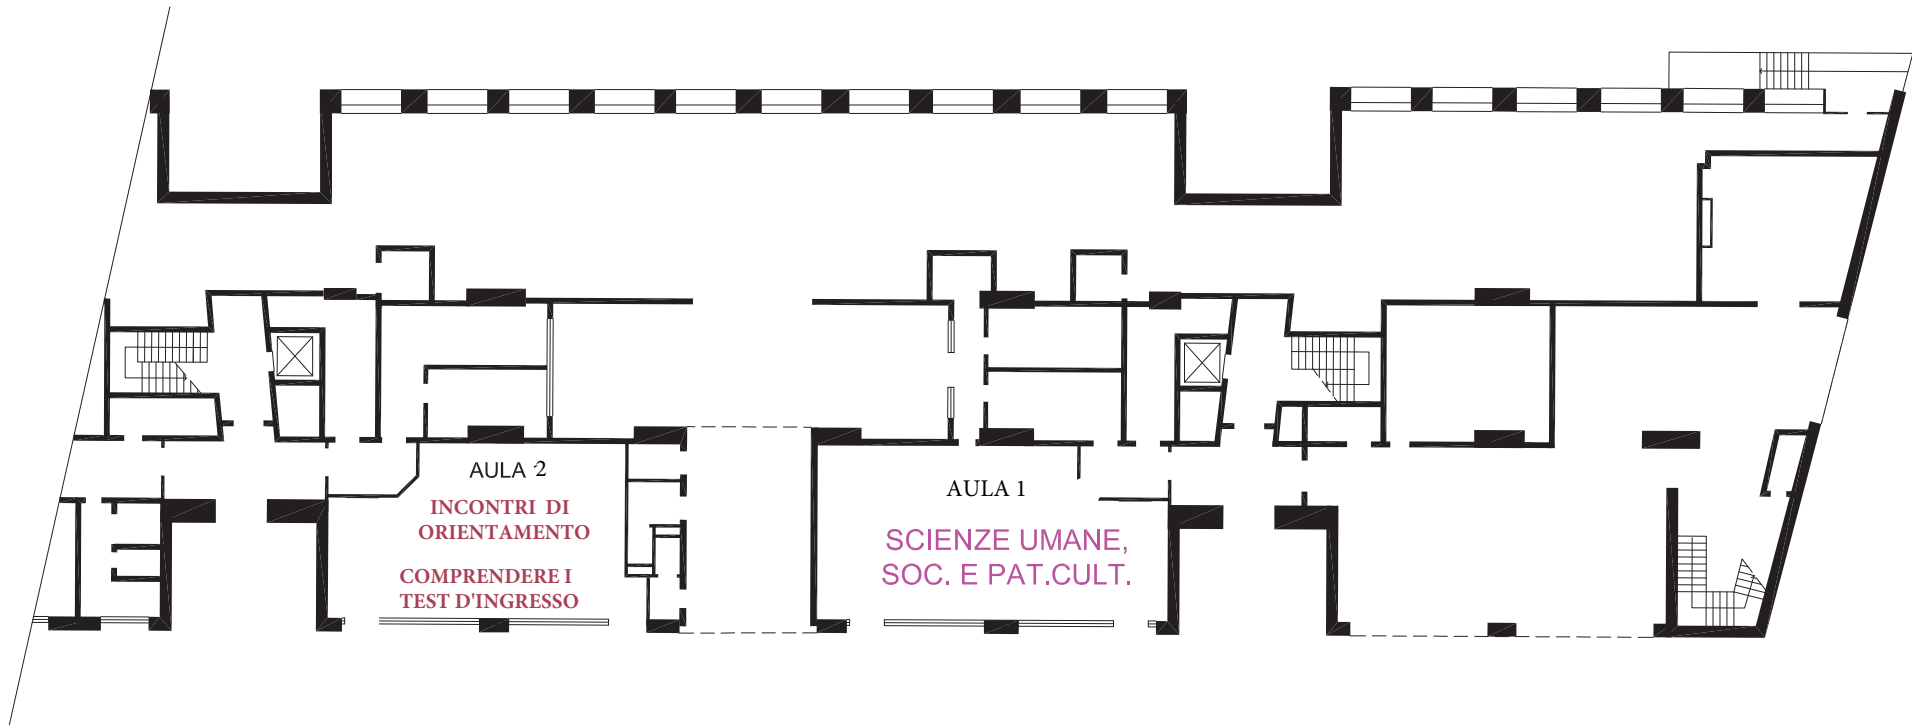 AULA 2
INCONTRI DI
ORIENTAMENTO
COMPRENDERE I
TEST D'INGRESSO
AULA 1
SCIENZE UMANE,
SOC. E PAT.CULT.